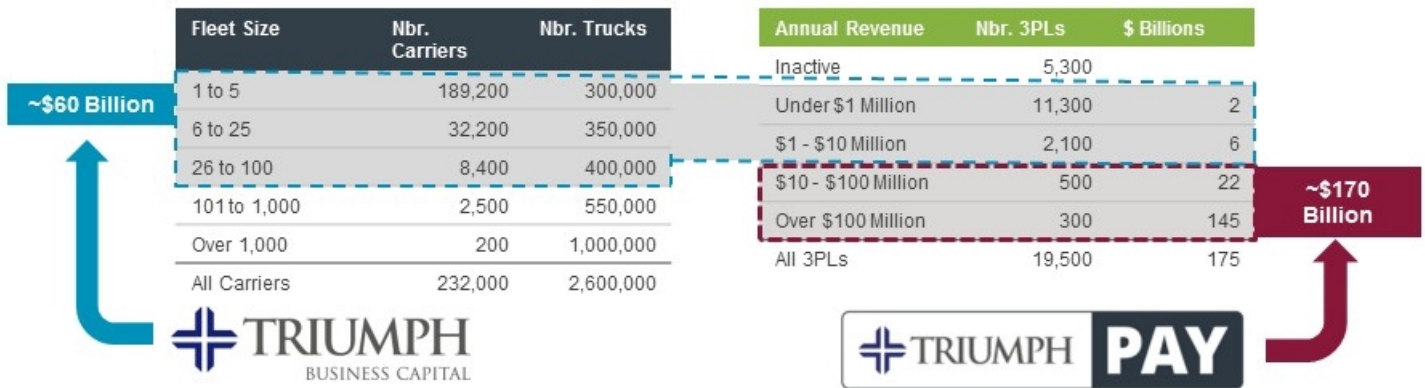 Fleet Size Nbr. Carriers Nbr. Trucks
1 to 5 189,200 300,000
6 to 25 32,200 350,000
26 to 100 8,400 400,000
101 to 1,000 2,500 550,000
Over 1,000 200 1,000,000
All Carriers 232,000 2,600,000
~$60 Billion
TRIUMPH
BUSINESS CAPITAL
Annual Revenue Nbr. 3PLs $ Billions
Inactive 5,300
Under $1 Million 11,300 2
$1 - $10 Million 2,100 6
$10 - $100 Million 500 22
Over $100 Million 300 145
All 3PLs 19,500 175
~$170
Billion
TRIUMPH PAY